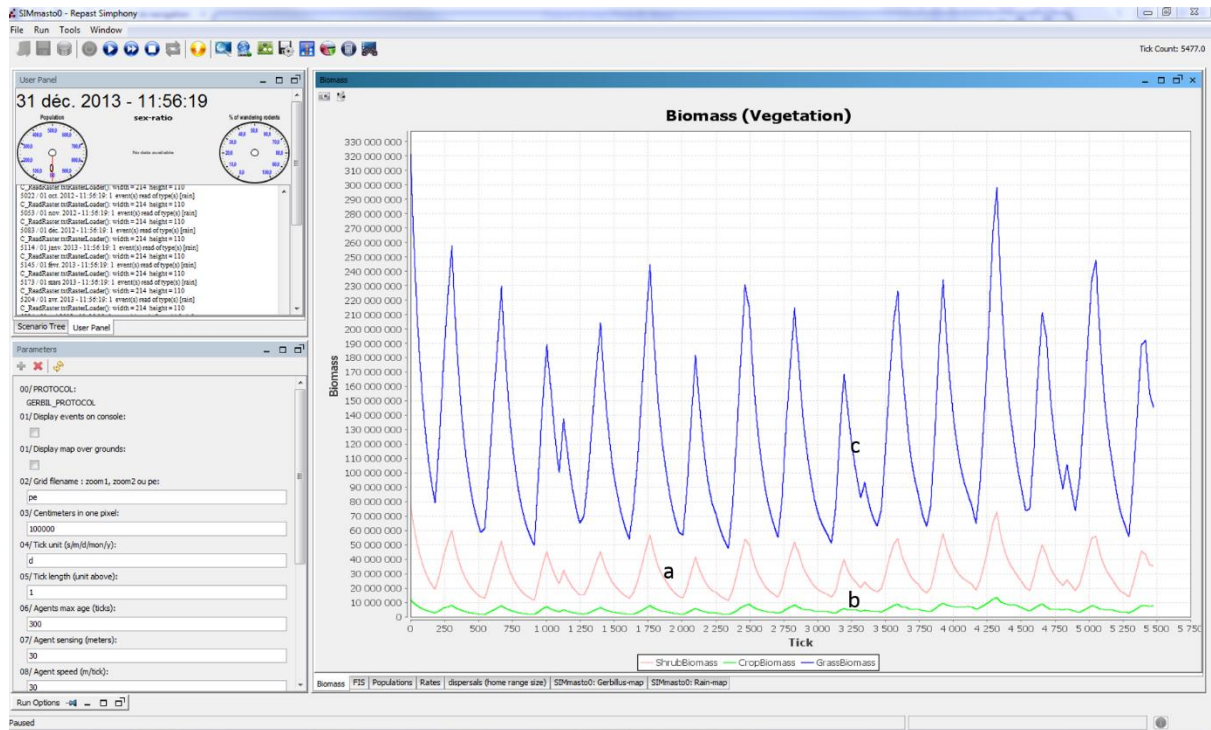 SIMmasto0 - Repast Simphony
File Run Tools Window
Tick Count: 5477.0
User Panel
31 déc. 2013 - 11:56:19
Population
sex-ratio
% of wandering rodents
No data available
C_ReadRaster.txtRasterLoader(): width = 214 height = 110
5022 / 01 oct. 2012 - 11:56:19: 1 event(s) read of type(s) [rain]
C_ReadRaster.txtRasterLoader(): width = 214 height = 110
5053 / 01 nov. 2012 - 11:56:19: 1 event(s) read of type(s) [rain]
C_ReadRaster.txtRasterLoader(): width = 214 height = 110
5083 / 01 déc. 2012 - 11:56:19: 1 event(s) read of type(s) [rain]
C_ReadRaster.txtRasterLoader(): width = 214 height = 110
5114 / 01 janv. 2013 - 11:56:19: 1 event(s) read of type(s) [rain]
C_ReadRaster.txtRasterLoader(): width = 214 height = 110
5145 / 01 févr. 2013 - 11:56:19: 1 event(s) read of type(s) [rain]
C_ReadRaster.txtRasterLoader(): width = 214 height = 110
5173 / 01 mars 2013 - 11:56:19: 1 event(s) read of type(s) [rain]
C_ReadRaster.txtRasterLoader(): width = 214 height = 110
5204 / 01 avr. 2013 - 11:56:19: 1 event(s) read of type(s) [rain]
C_ReadRaster.txtRasterLoader(): width = 214 height = 110
Scenario Tree User Panel
Parameters
00/ PROTOCOL:
GERBIL_PROTOCOL
01/ Display events on console:
01/ Display map over grounds:
02/ Grid filename : zoom1, zoom2 ou pe:
pe
03/ Centimeters in one pixel:
100000
04/ Tick unit (s/m/d/mon/y):
d
05/ Tick length (unit above):
1
06/ Agents max age (ticks):
300
07/ Agent sensing (meters):
30
08/ Agent speed (m/tick):
30
Run Options
Paused
Biomass
Biomass (Vegetation)
330 000 000
320 000 000
310 000 000
300 000 000
290 000 000
280 000 000
270 000 000
260 000 000
250 000 000
240 000 000
230 000 000
220 000 000
210 000 000
200 000 000
190 000 000
180 000 000
170 000 000
160 000 000
150 000 000
140 000 000
130 000 000
120 000 000
110 000 000
100 000 000
90 000 000
80 000 000
70 000 000
60 000 000
50 000 000
40 000 000
30 000 000
20 000 000
10 000 000
0
Biomass
c
a
b
0 250 500 750 1 000 1 250 1 500 1 750 2 000 2 250 2 500 2 750 3 000 3 250 3 500 3 750 4 000 4 250 4 500 4 750 5 000 5 250 5 500 5 750
Tick
ShrubBiomass CropBiomass GrassBiomass
Biomass FIS Populations Rates dispersals (home range size) SIMmasto0: Gerbillus-map SIMmasto0: Rain-map